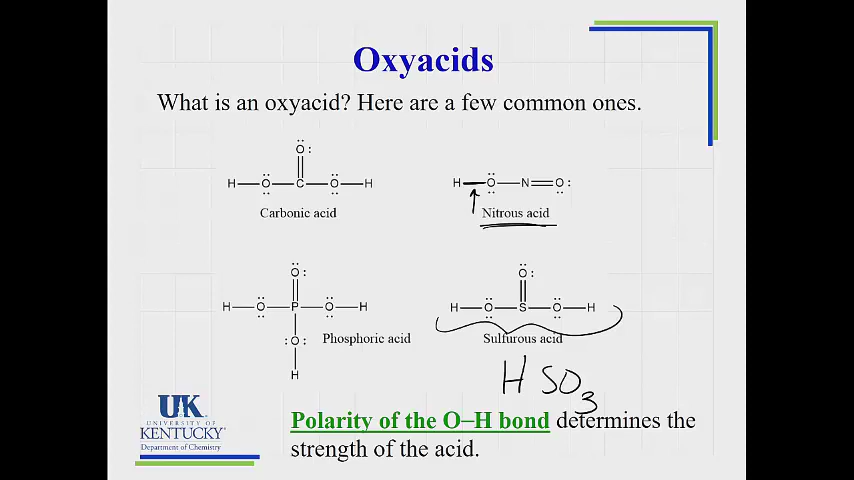 Oxyacids
What is an oxyacid? Here are a few common ones.
O
H O C O H
Carbonic acid
H O N O
Nitrous acid
O
H O P O H
O
H
Phosphoric acid
O
H O S O H
Sulfurous acid
H SO3
UK
UNIVERSITY OF
KENTUCKY
Department of Chemistry
Polarity of the O−H bond determines the
strength of the acid.